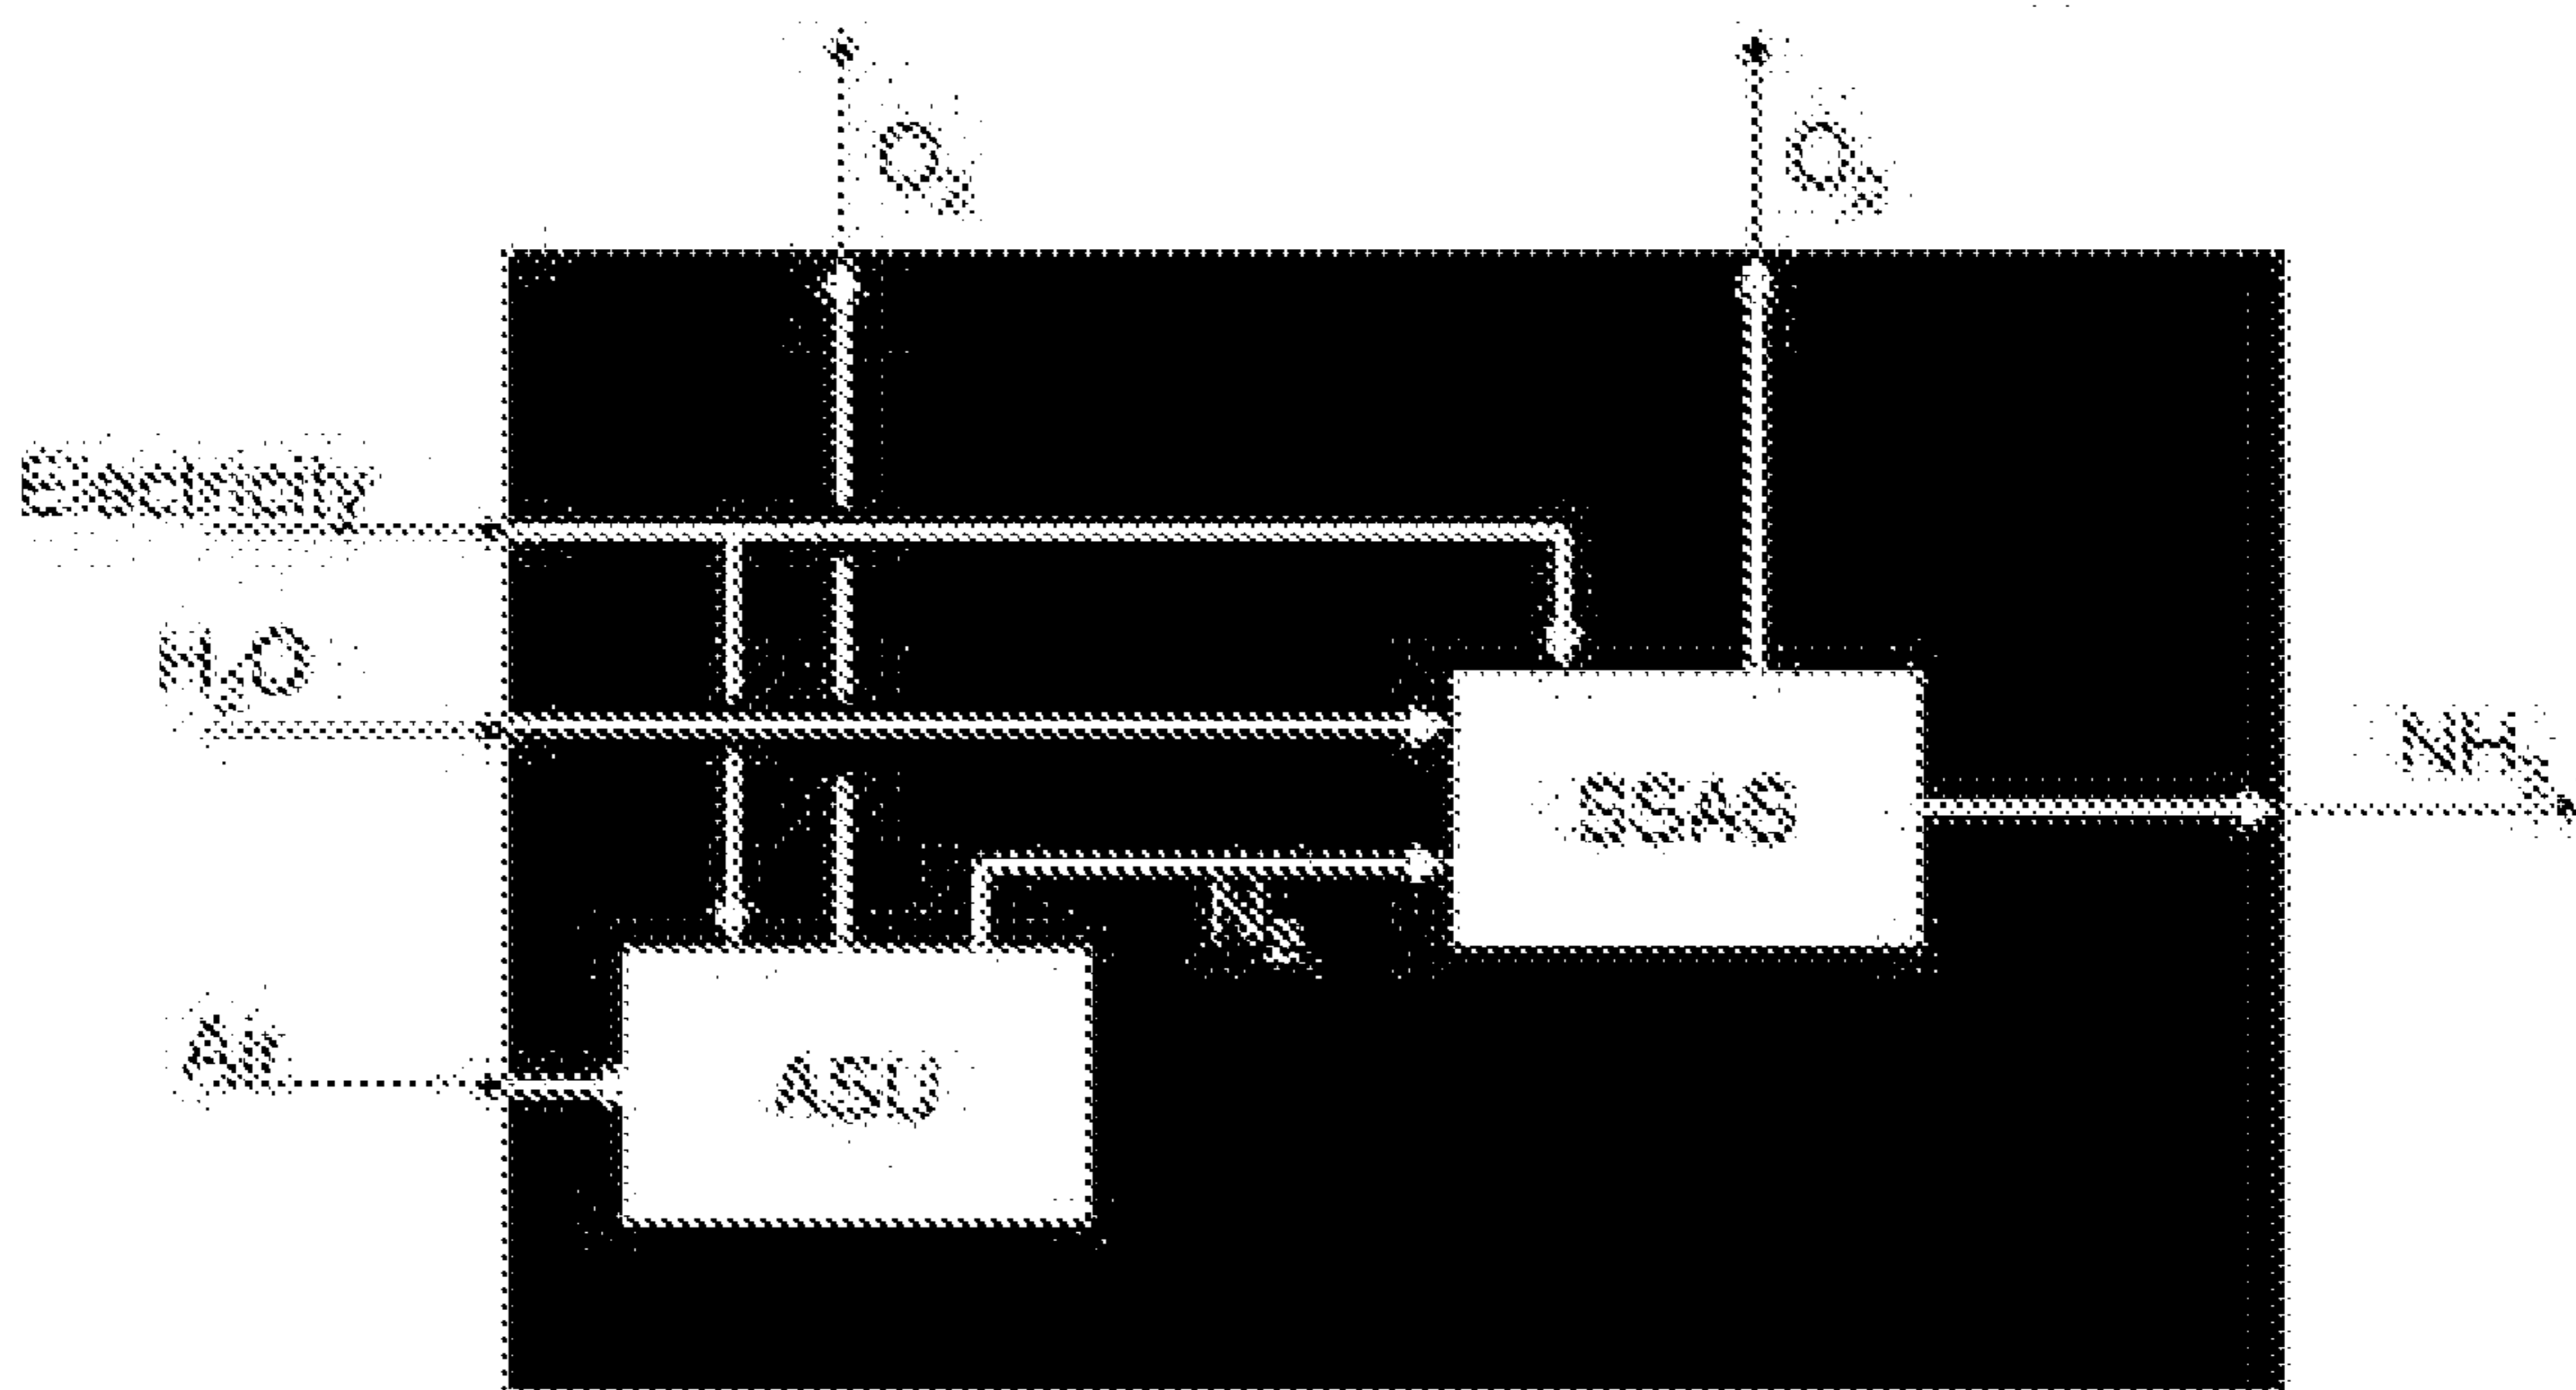 O₂ O₂
Electricity
H₂O
NH₃
SSAS
N₂
Air
ASU